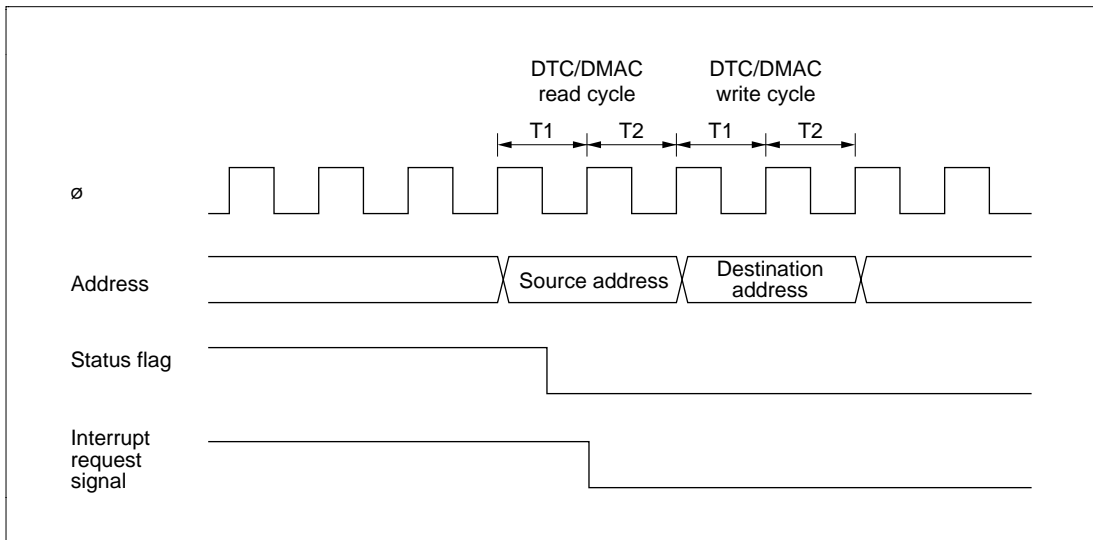 DTC/DMAC
read cycle
DTC/DMAC
write cycle
T1
T2
T1
T2
ø
Address
Source address
Destination
address
Status flag
Interrupt
request
signal